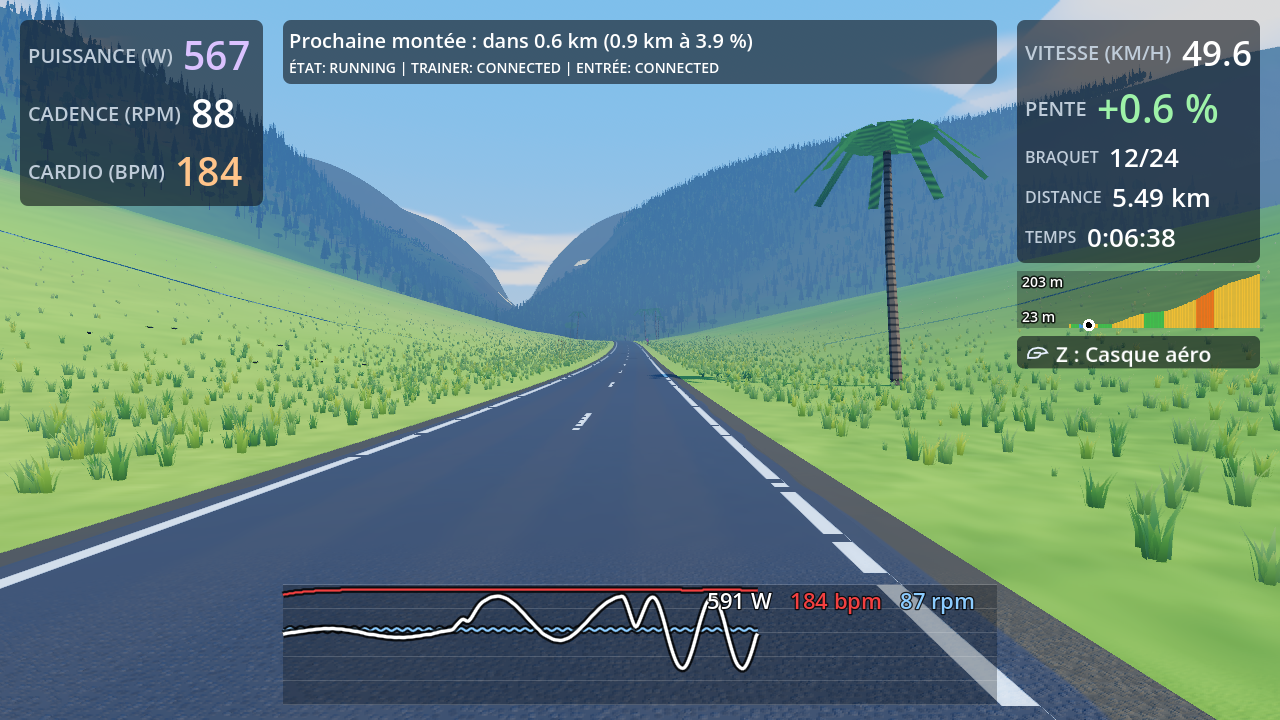 PUISSANCE (W) 567
CADENCE (RPM) 88
CARDIO (BPM) 184
Prochaine montée : dans 0.6 km (0.9 km à 3.9 %)
ÉTAT: RUNNING | TRAINER: CONNECTED | ENTRÉE: CONNECTED
VITESSE (KM/H) 49.6
PENTE +0.6 %
BRAQUET 12/24
DISTANCE 5.49 km
TEMPS 0:06:38
203 m
23 m
Z : Casque aéro
591 W 184 bpm 87 rpm